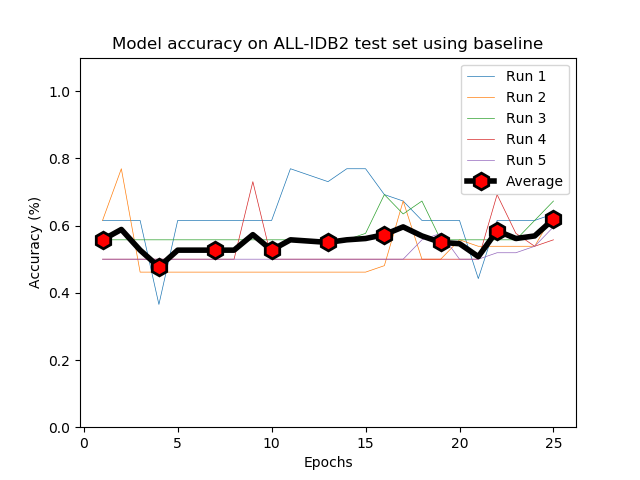 Model accuracy on ALL-IDB2 test set using baseline
Run 1
Run 2
Run 3
Run 4
Run 5
Average
Accuracy (%)
1.0
0.8
0.6
0.4
0.2
0.0
0
5
10
15
20
25
Epochs